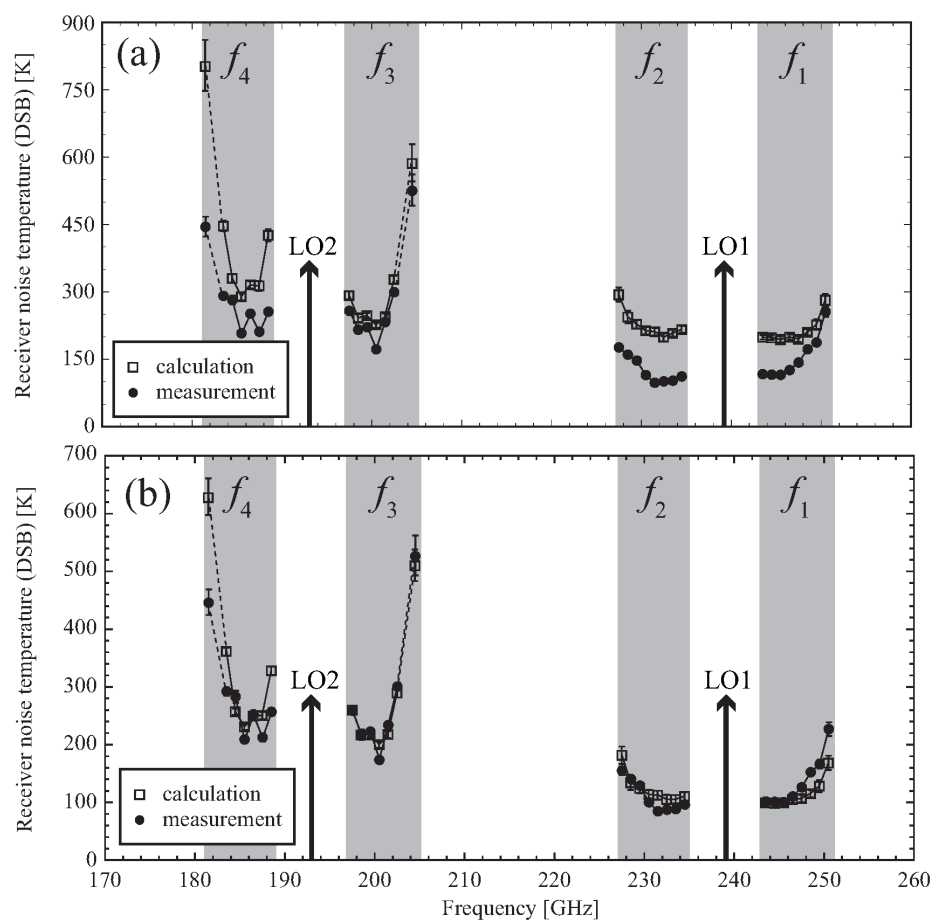 900
750
600
450
300
150
0
Receiver noise temperature (DSB) [K]
(a)
f4
f3
f2
f1
LO2
LO1
calculation
measurement
700
600
500
400
300
200
100
0
Receiver noise temperature (DSB) [K]
(b)
f4
f3
f2
f1
LO2
LO1
calculation
measurement
170 180 190 200 210 220 230 240 250 260
Frequency [GHz]